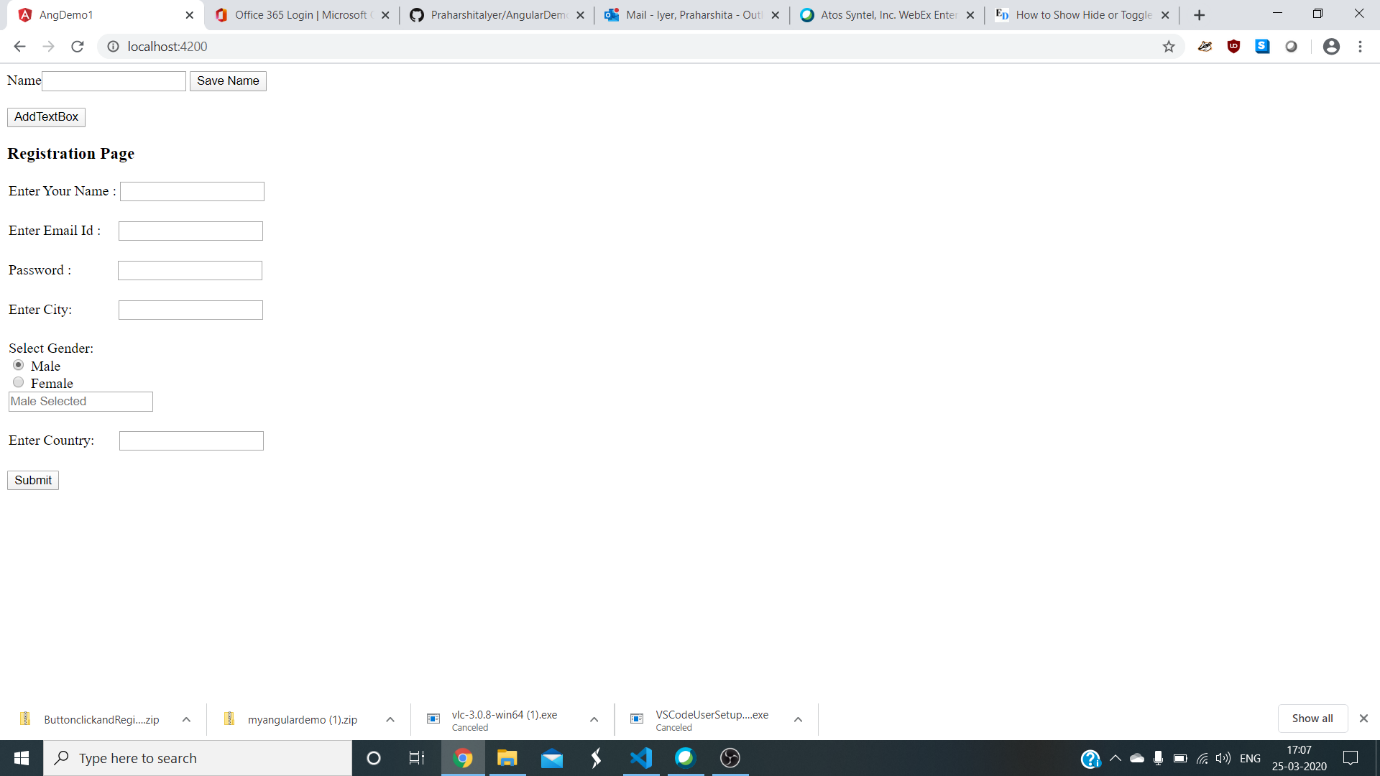 AngDemo1
Office 365 Login | Microsoft
PraharshitaIyer/AngularDem
Mail - Iyer, Praharshita - Out
Atos Syntel, Inc. WebEx Enter
ED How to Show Hide or Toggle
localhost:4200
Name Save Name
AddTextBox
Registration Page
Enter Your Name :
Enter Email Id :
Password :
Enter City:
Select Gender:
Male
Female
Male Selected
Enter Country:
Submit
ButtonclickandRegi....zip
myangulardemo (1).zip
vlc-3.0.8-win64 (1).exe
Canceled
VSCodeUserSetup....exe
Canceled
Show all
Type here to search
ENG
17:07
25-03-2020